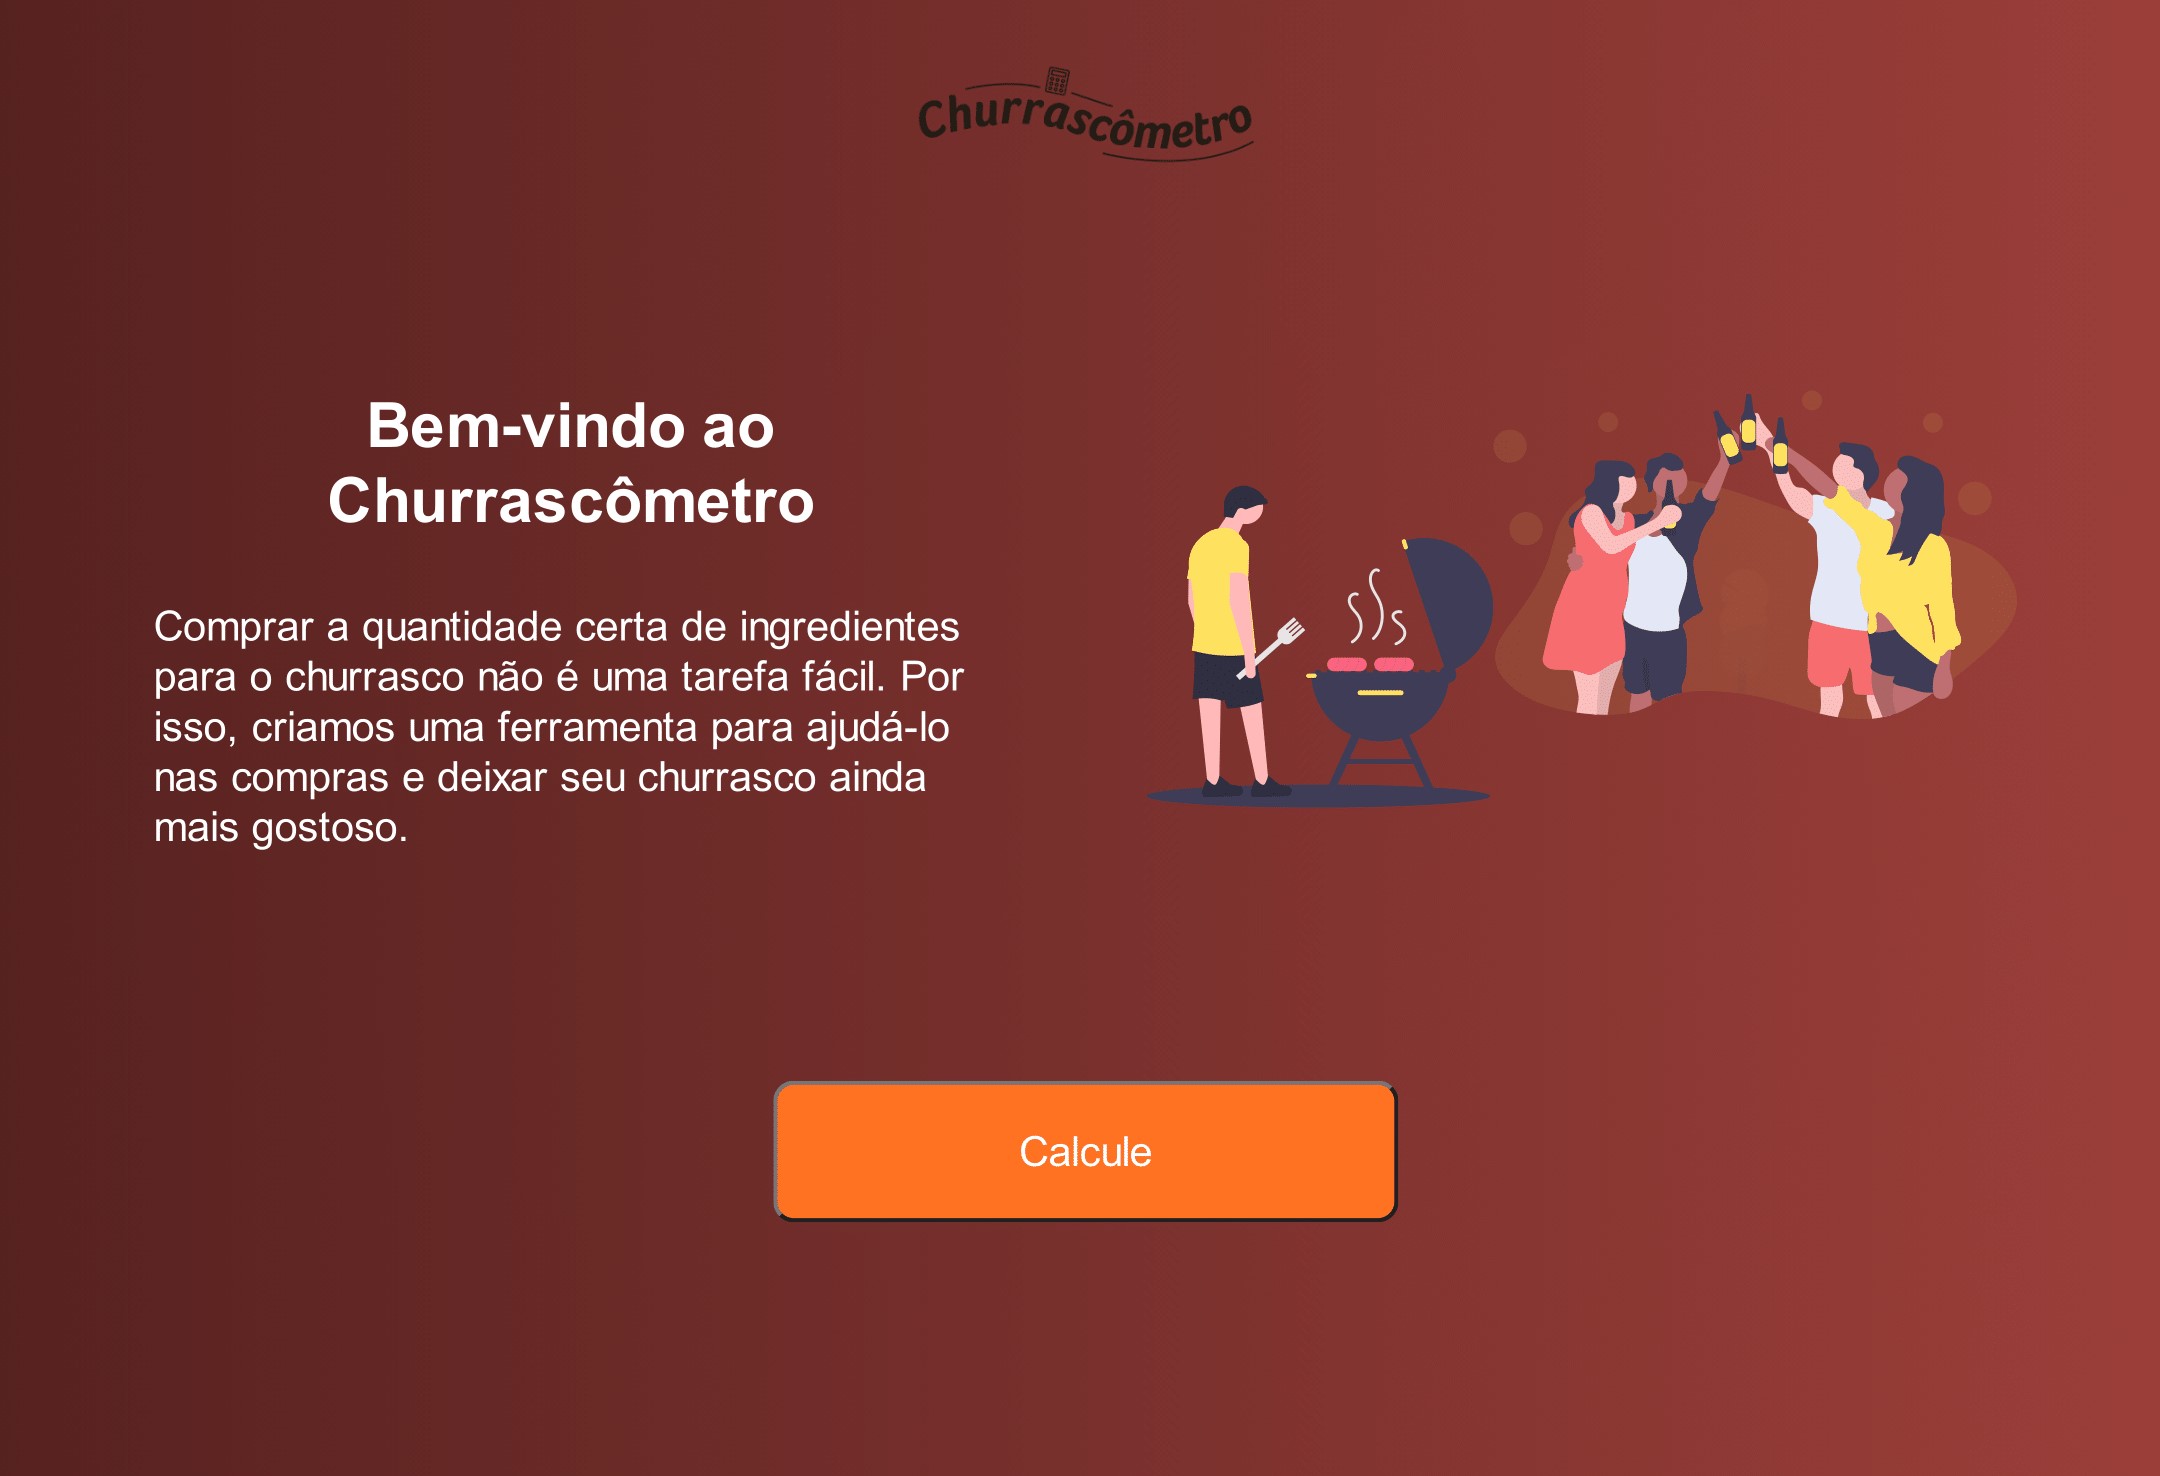 Churrascômetro
Bem-vindo ao
Churrascômetro
Comprar a quantidade certa de ingredientes
para o churrasco não é uma tarefa fácil. Por
isso, criamos uma ferramenta para ajudá-lo
nas compras e deixar seu churrasco ainda
mais gostoso.
Calcule